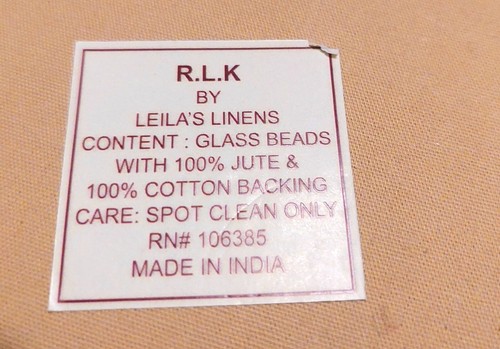 R.L.K
BY
LEILA'S LINENS
CONTENT : GLASS BEADS
WITH 100% JUTE &
100% COTTON BACKING
CARE: SPOT CLEAN ONLY
RN# 106385
MADE IN INDIA